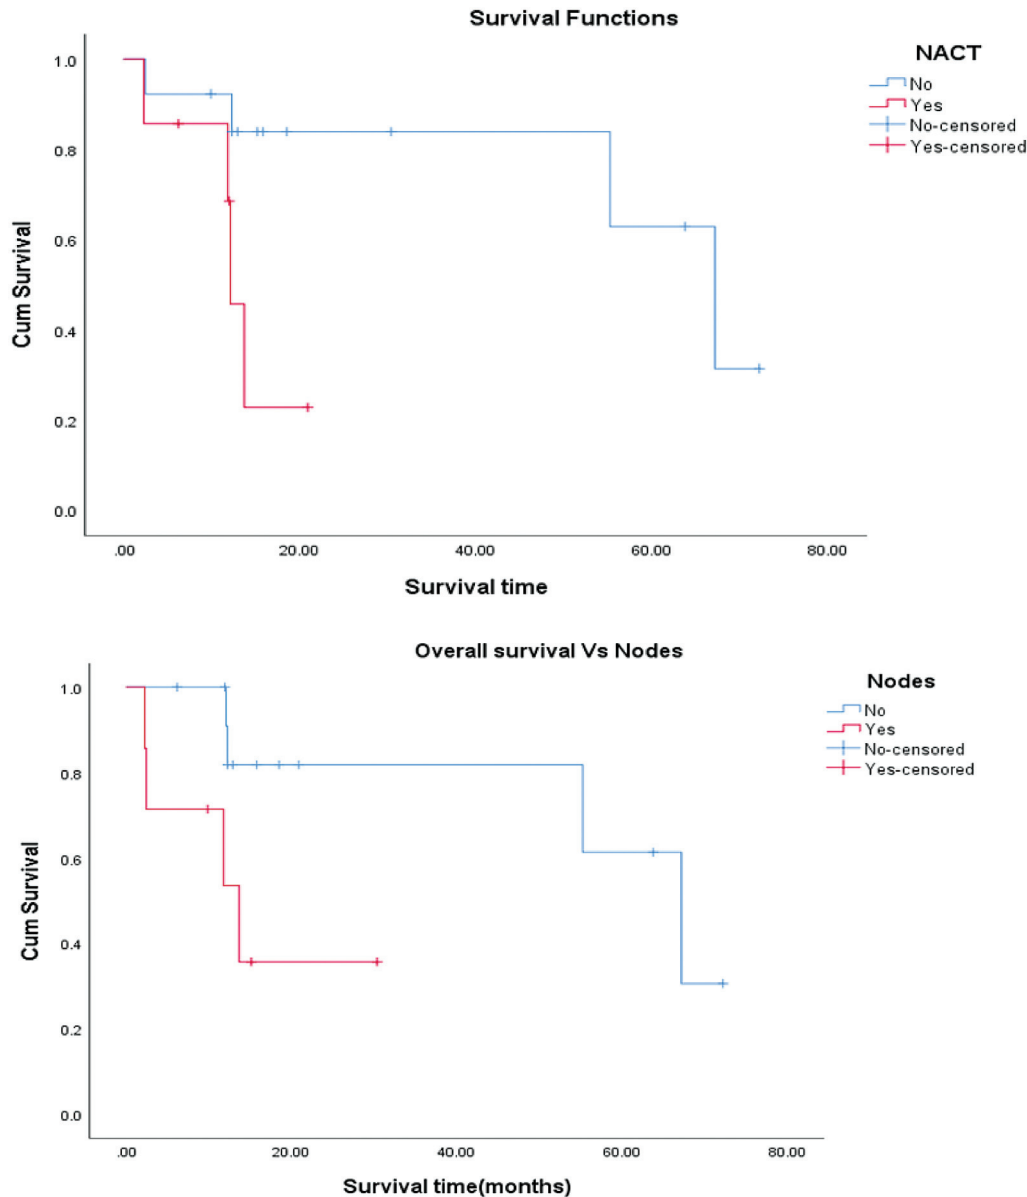 Survival Functions
NACT
No
Yes
No-censored
Yes-censored
Cum Survival
1.0
0.8
0.6
0.4
0.2
0.0
.00 20.00 40.00 60.00 80.00
Survival time
Overall survival Vs Nodes
Nodes
No
Yes
No-censored
Yes-censored
Cum Survival
1.0
0.8
0.6
0.4
0.2
0.0
.00 20.00 40.00 60.00 80.00
Survival time(months)